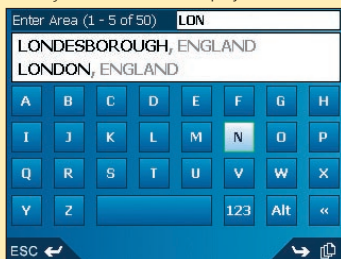 Enter Area (1 - 5 of 50) LON
LONDESBOROUGH, ENGLAND
LONDON, ENGLAND
A B C D E F G H
I J K L M N O P
Q R S T U V W X
Y Z 123 Alt «
ESC